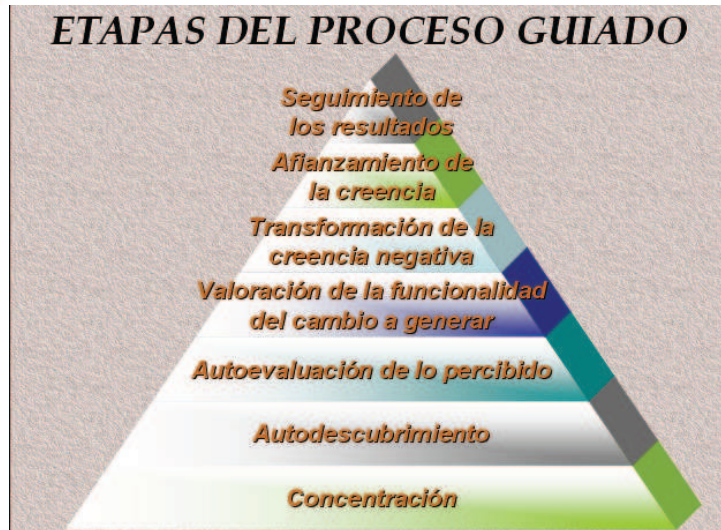 ETAPAS DEL PROCESO GUIADO
Seguimiento de
los resultados
Afianzamiento de
la creencia
Transformación de la
creencia negativa
Valoración de la funcionalidad
del cambio a generar
Autoevaluación de lo percibido
Autodescubrimiento
Concentración